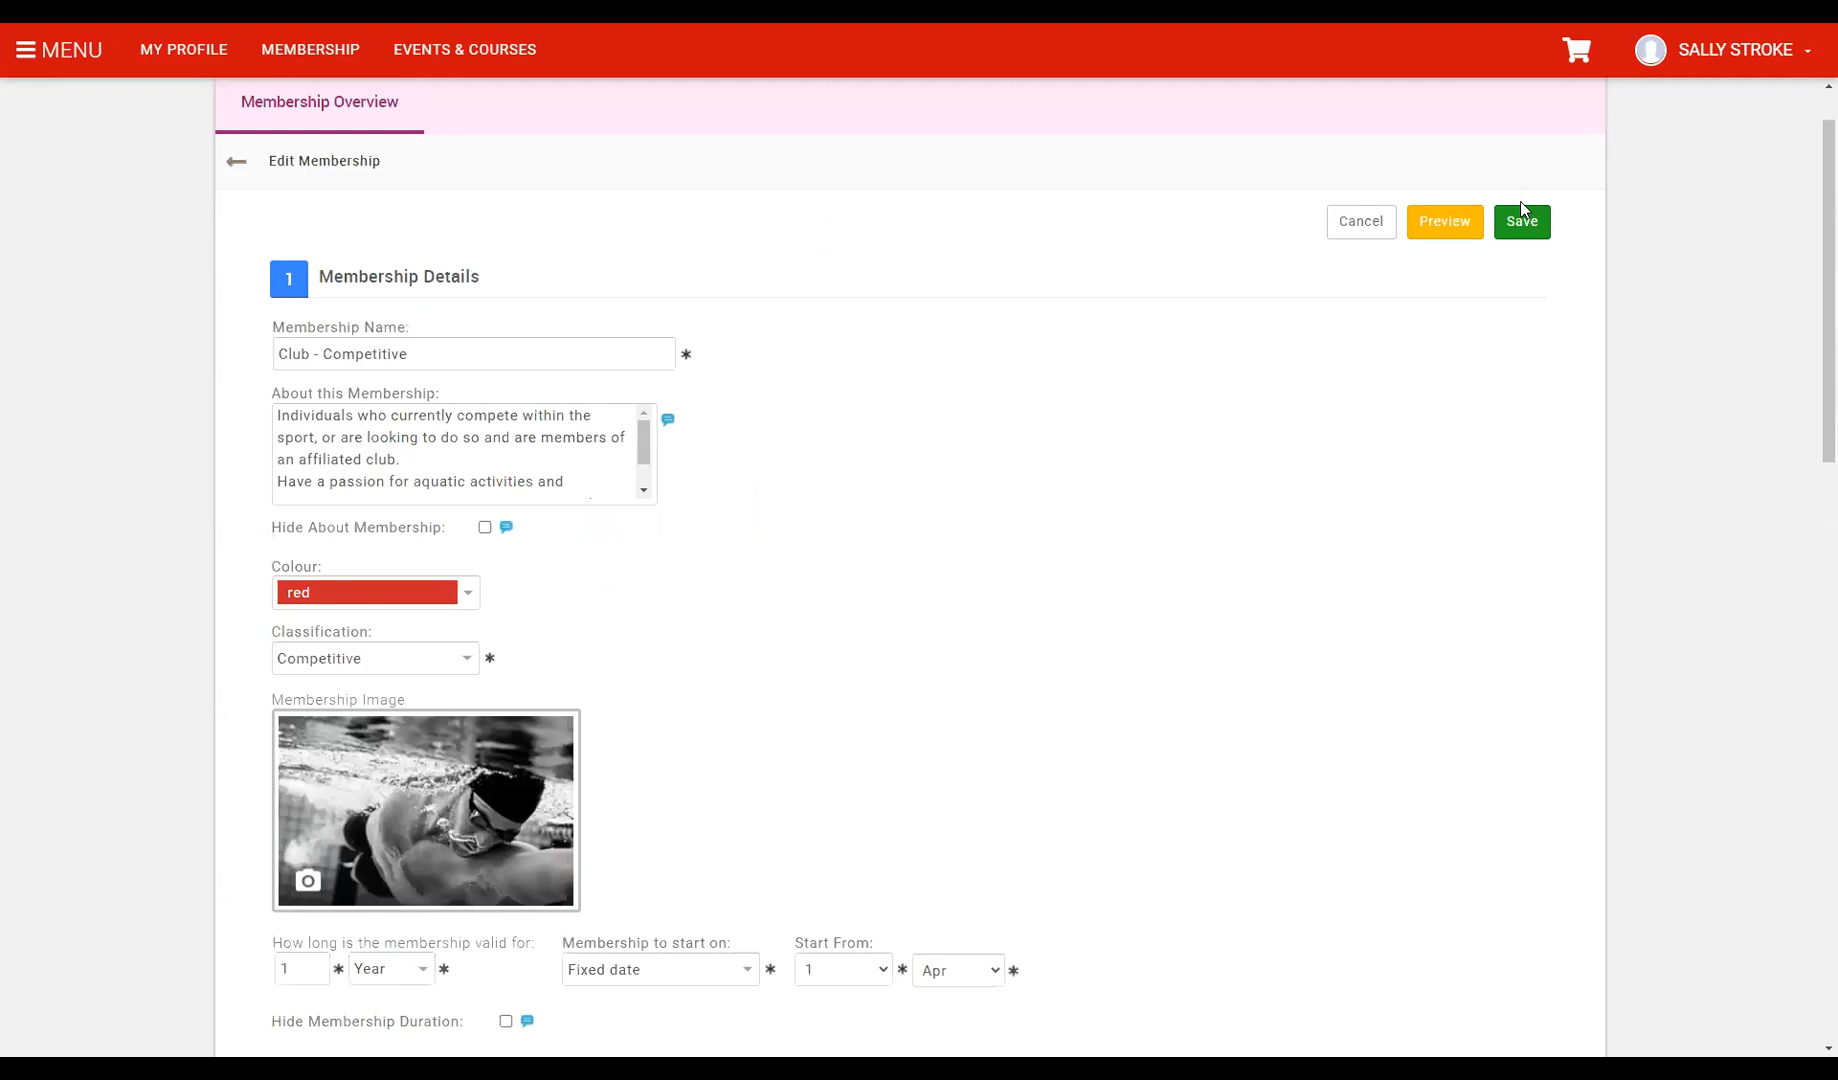 MENU MY PROFILE MEMBERSHIP EVENTS & COURSES SALLY STROKE
Membership Overview
Edit Membership
Cancel Preview Save
1 Membership Details
Membership Name:
Club - Competitive *
About this Membership:
Individuals who currently compete within the
sport, or are looking to do so and are members of
an affiliated club.
Have a passion for aquatic activities and
Hide About Membership:
Colour:
red
Classification:
Competitive *
Membership Image
How long is the membership valid for: Membership to start on: Start From:
1 * Year * Fixed date * 1 * Apr *
Hide Membership Duration: